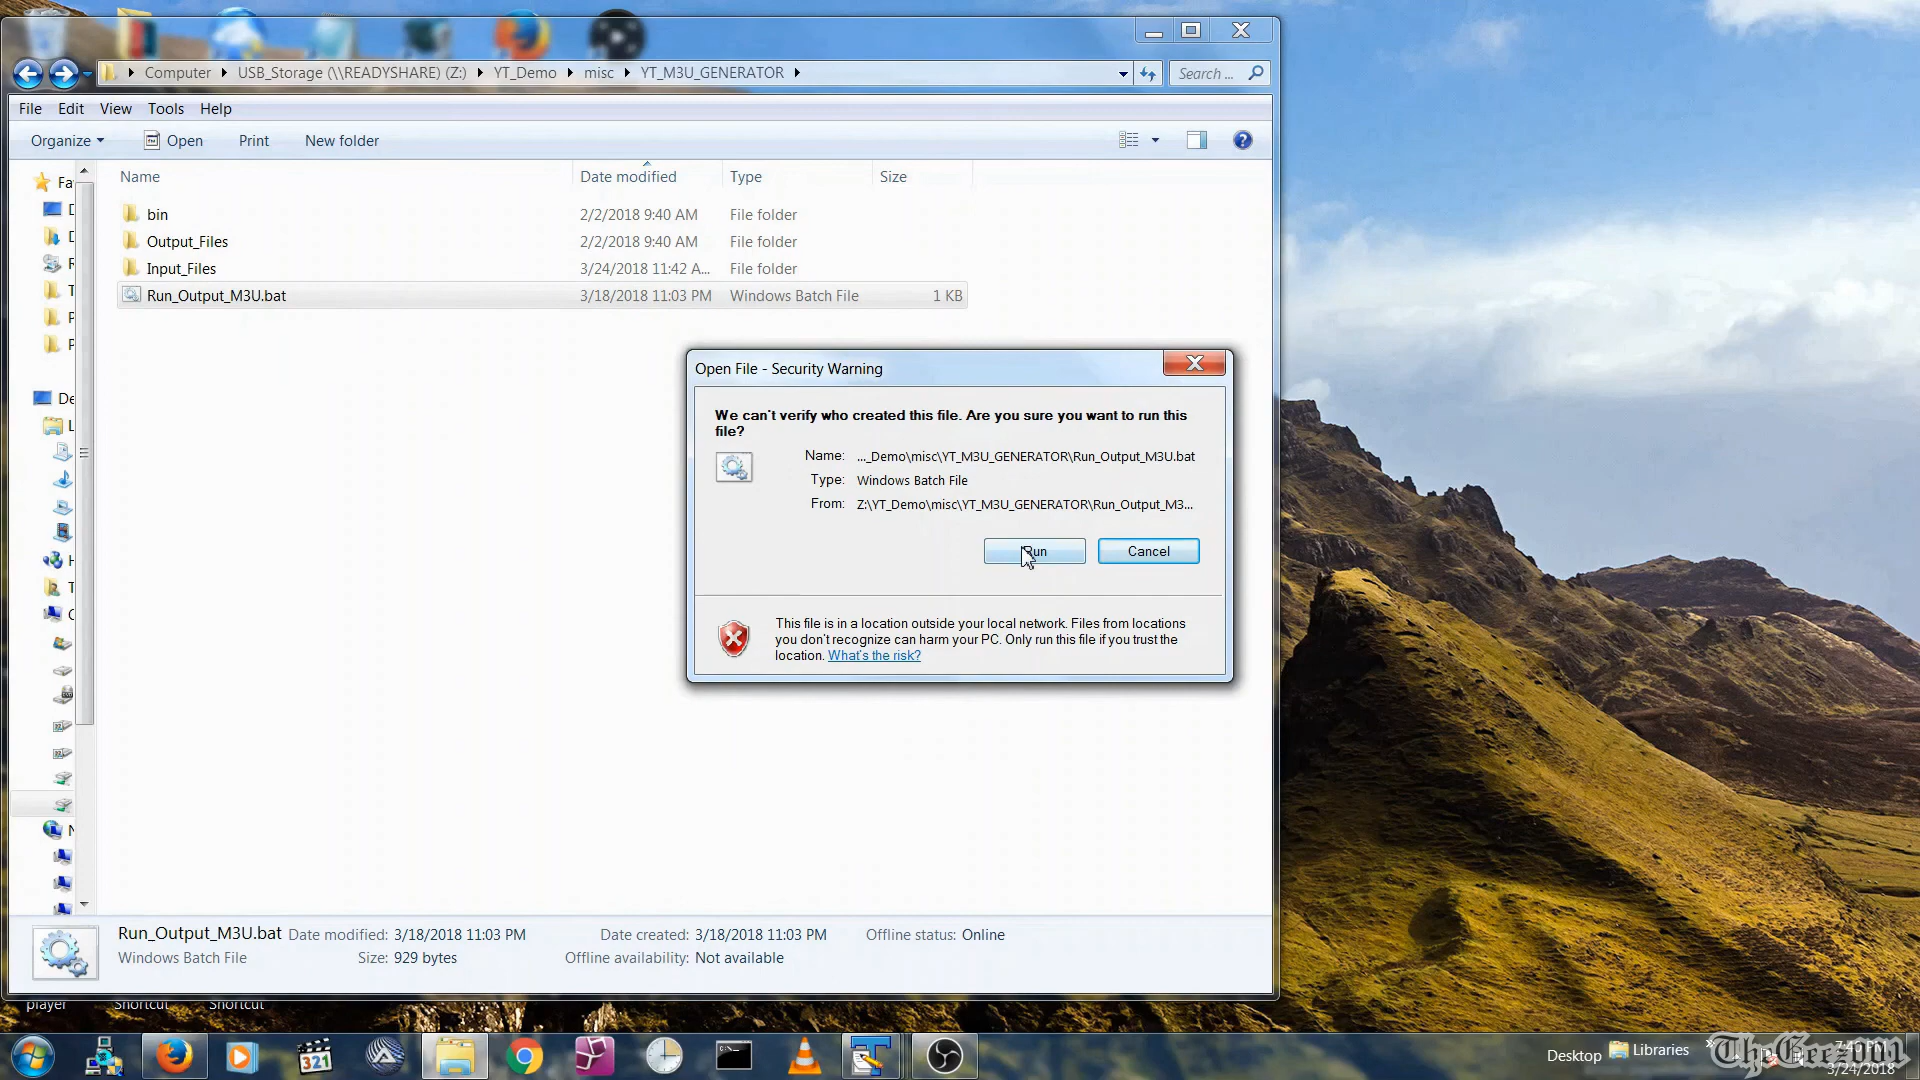 Computer USB_Storage (\\READYSHARE) (Z:) YT_Demo misc YT_M3U_GENERATOR
Search ...
File Edit View Tools Help
Organize Open Print New folder
Name Date modified Type Size
bin 2/2/2018 9:40 AM File folder
Output_Files 2/2/2018 9:40 AM File folder
Input_Files 3/24/2018 11:42 A... File folder
Run_Output_M3U.bat 3/18/2018 11:03 PM Windows Batch File 1 KB
Fa
De
Open File - Security Warning
We can't verify who created this file. Are you sure you want to run this
file?
Name: ..._Demo\misc\YT_M3U_GENERATOR\Run_Output_M3U.bat
Type: Windows Batch File
From: Z:\YT_Demo\misc\YT_M3U_GENERATOR\Run_Output_M3...
Run Cancel
This file is in a location outside your local network. Files from locations
you don't recognize can harm your PC. Only run this file if you trust the
location. What's the risk?
Run_Output_M3U.bat Date modified: 3/18/2018 11:03 PM Date created: 3/18/2018 11:03 PM Offline status: Online
Windows Batch File Size: 929 bytes Offline availability: Not available
player Shortcut Shortcut
321
Desktop Libraries
TheGeez001
7:40 PM
3/24/2018